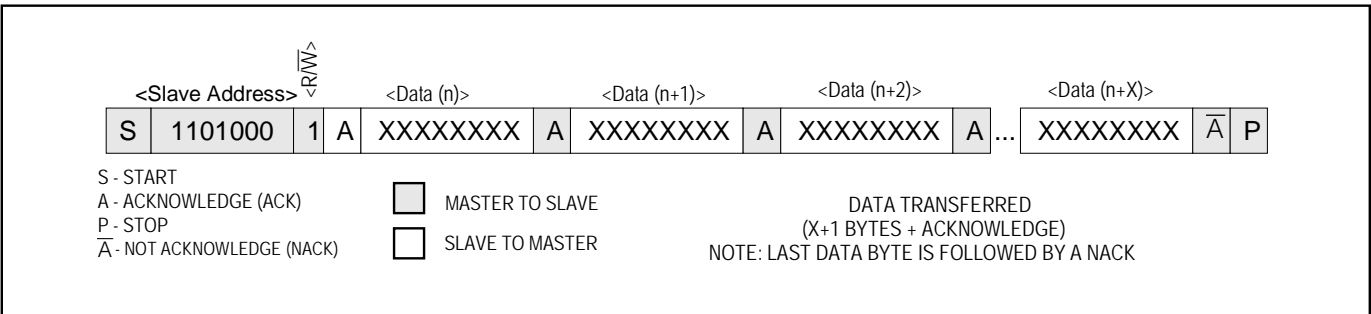 <R/W̅>
<Slave Address> <Data (n)> <Data (n+1)> <Data (n+2)> <Data (n+X)>
S 1101000 1 A XXXXXXXX A XXXXXXXX A XXXXXXXX A ... XXXXXXXX A̅ P
S - START
A - ACKNOWLEDGE (ACK)
P - STOP
A̅ - NOT ACKNOWLEDGE (NACK)
MASTER TO SLAVE
SLAVE TO MASTER
DATA TRANSFERRED
(X+1 BYTES + ACKNOWLEDGE)
NOTE: LAST DATA BYTE IS FOLLOWED BY A NACK